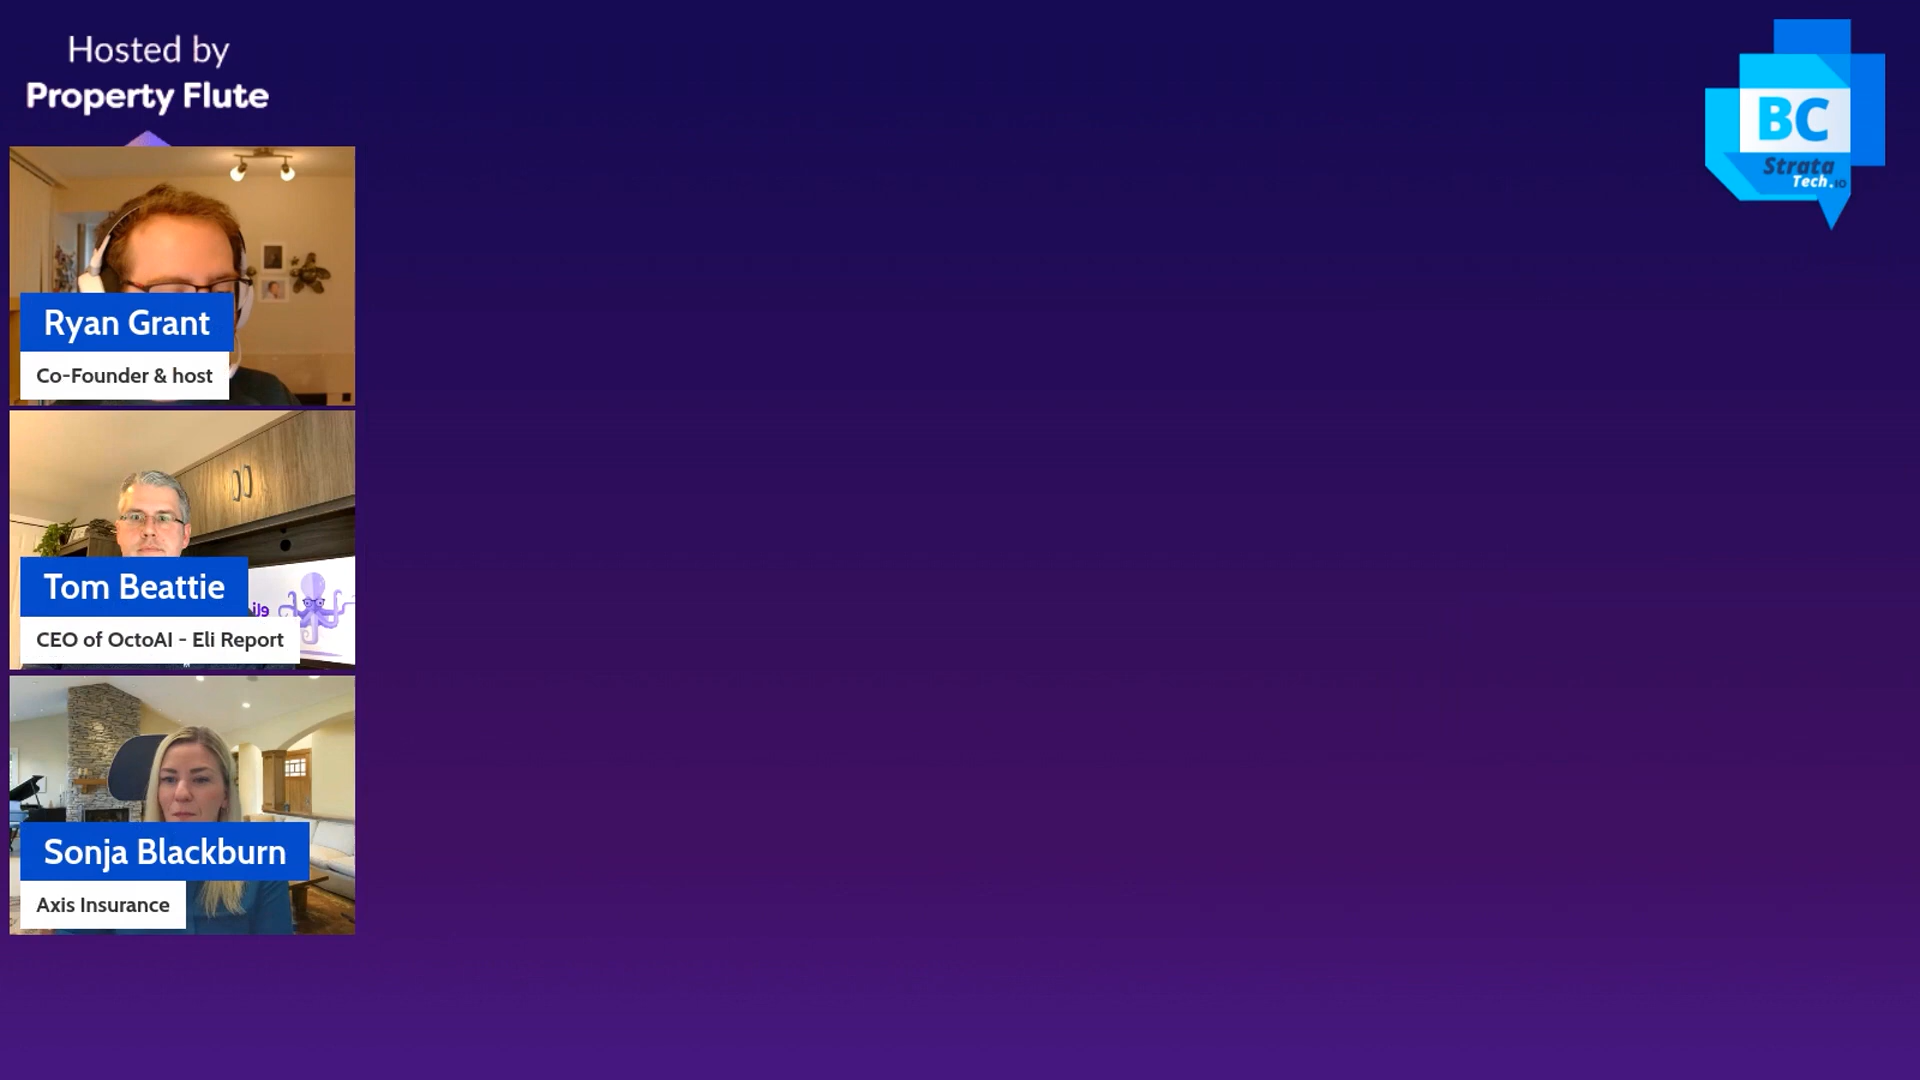 Hosted by
Property Flute
BC
Strata
Tech.io
Ryan Grant
Co-Founder & host
Tom Beattie
eli
CEO of OctoAI - Eli Report
Sonja Blackburn
Axis Insurance